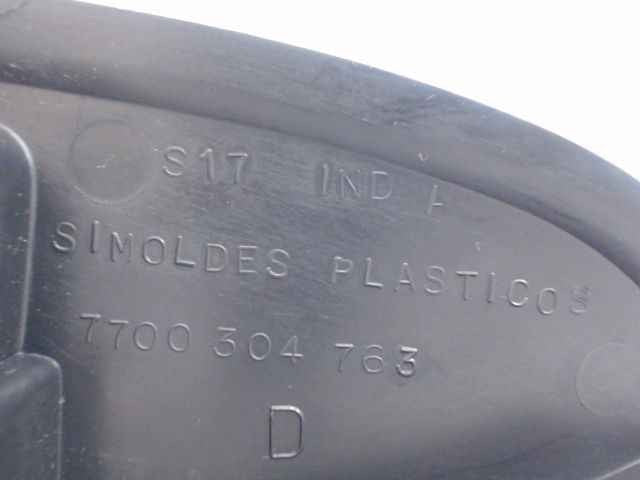 S17 IND A
SIMOLDES PLASTICOS
7700 304 763
D